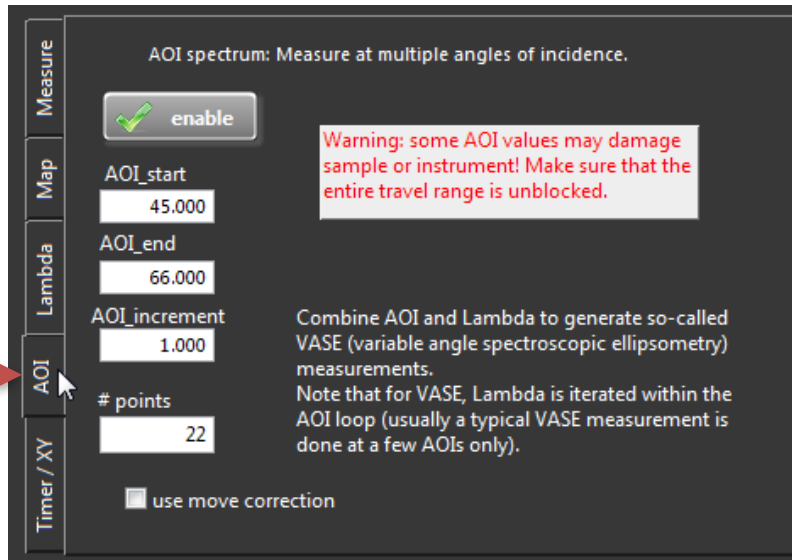 Measure
Map
Lambda
AOI
Timer / XY
AOI spectrum: Measure at multiple angles of incidence.
enable
Warning: some AOI values may damage
sample or instrument! Make sure that the
entire travel range is unblocked.
AOI_start
45.000
AOI_end
66.000
AOI_increment
1.000
# points
22
Combine AOI and Lambda to generate so-called
VASE (variable angle spectroscopic ellipsometry)
measurements.
Note that for VASE, Lambda is iterated within the
AOI loop (usually a typical VASE measurement is
done at a few AOIs only).
use move correction